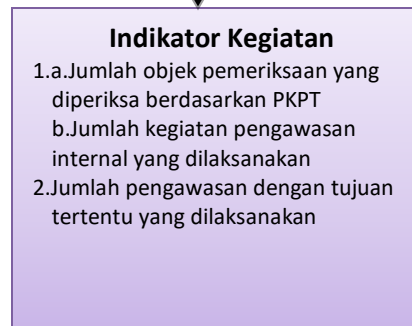 Indikator Kegiatan
1.a.Jumlah objek pemeriksaan yang
diperiksa berdasarkan PKPT
b.Jumlah kegiatan pengawasan
internal yang dilaksanakan
2.Jumlah pengawasan dengan tujuan
tertentu yang dilaksanakan